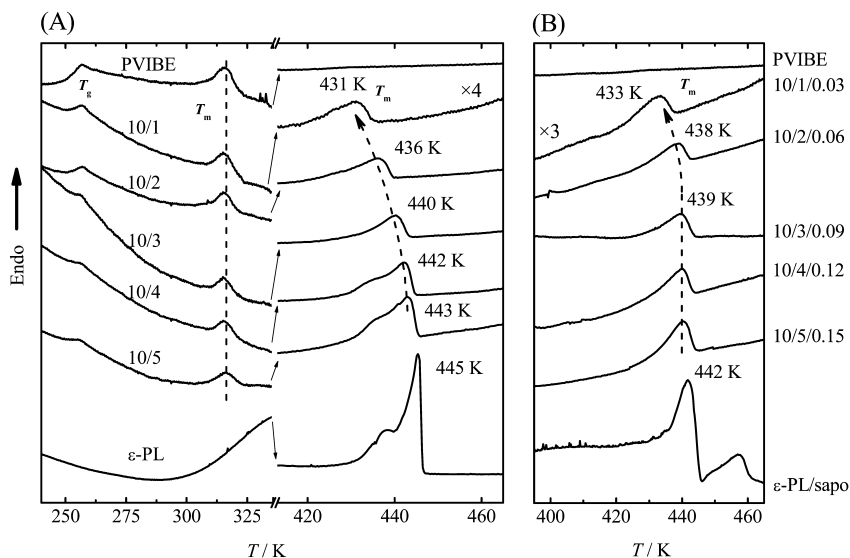 (A)
(B)
PVIBE
Tg
Tm
10/1
10/2
10/3
10/4
10/5
ε-PL
431 K
Tm
×4
436 K
440 K
442 K
443 K
445 K
Endo
250 275 300 325 420 440 460
T / K
PVIBE
433 K
Tm
10/1/0.03
×3
438 K
10/2/0.06
439 K
10/3/0.09
10/4/0.12
10/5/0.15
442 K
ε-PL/sapo
400 420 440 460
T / K